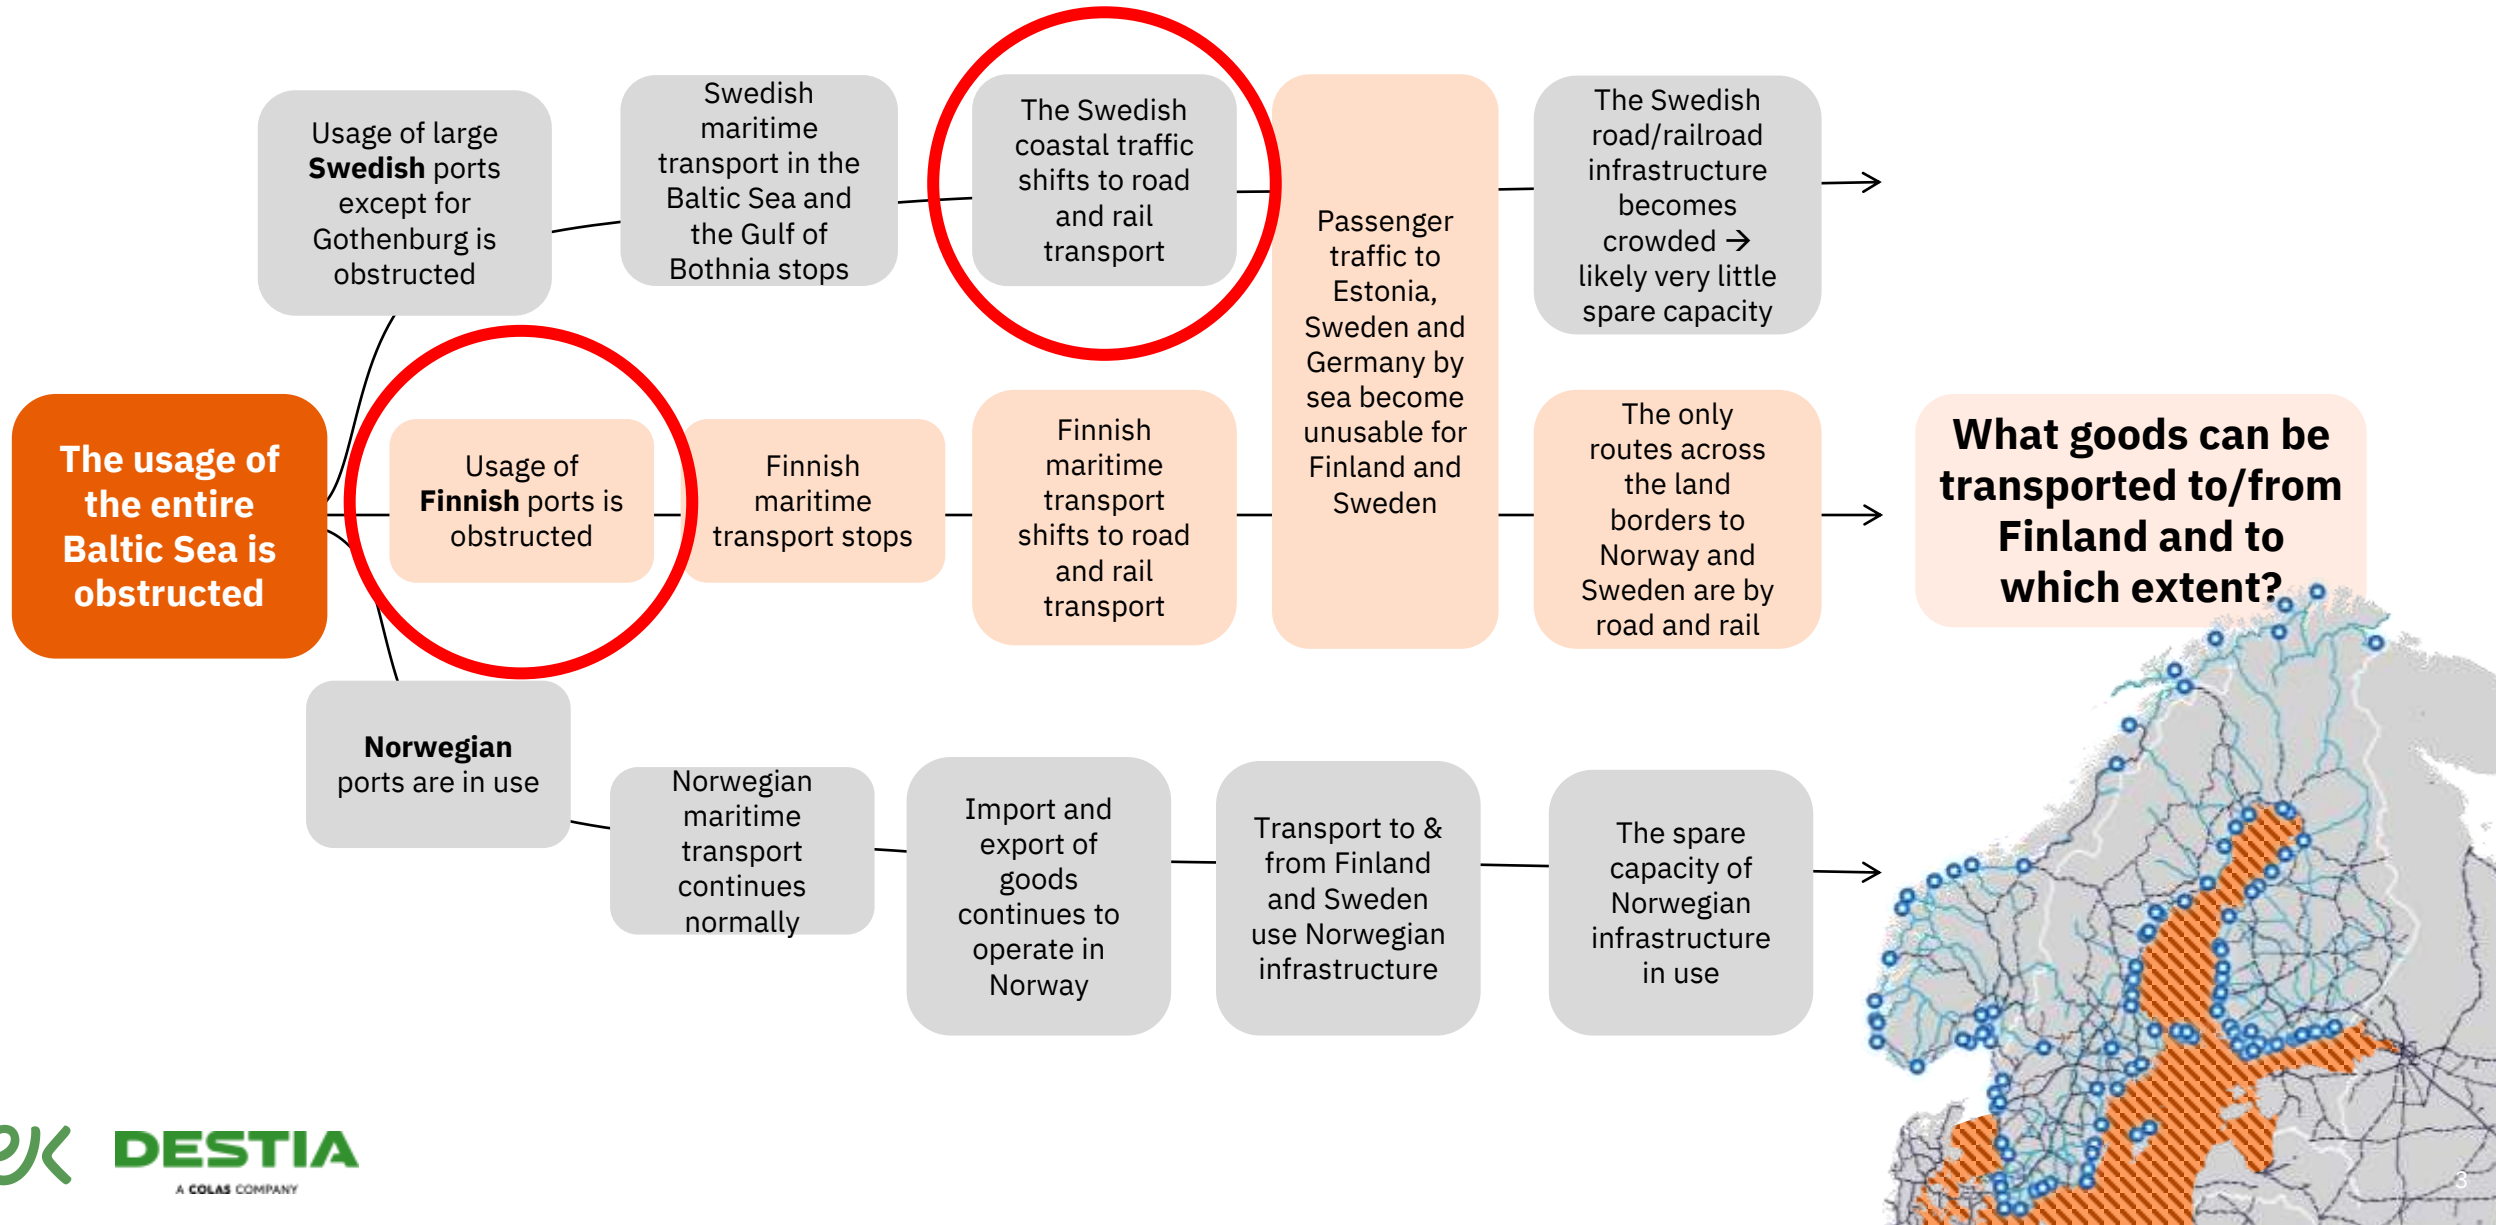 Usage of large
Swedish ports
except for
Gothenburg is
obstructed
Swedish
maritime
transport in the
Baltic Sea and
the Gulf of
Bothnia stops
The Swedish
coastal traffic
shifts to road
and rail
transport
Passenger
traffic to
Estonia,
Sweden and
Germany by
sea become
unusable for
Finland and
Sweden
The Swedish
road/railroad
infrastructure
becomes
crowded →
likely very little
spare capacity
The usage of
the entire
Baltic Sea is
obstructed
Usage of
Finnish ports is
obstructed
Finnish
maritime
transport stops
Finnish
maritime
transport
shifts to road
and rail
transport
The only
routes across
the land
borders to
Norway and
Sweden are by
road and rail
What goods can be
transported to/from
Finland and to
which extent?
Norwegian
ports are in use
Norwegian
maritime
transport
continues
normally
Import and
export of
goods
continues to
operate in
Norway
Transport to &
from Finland
and Sweden
use Norwegian
infrastructure
The spare
capacity of
Norwegian
infrastructure
in use
ek
DESTIA
A COLAS COMPANY
3